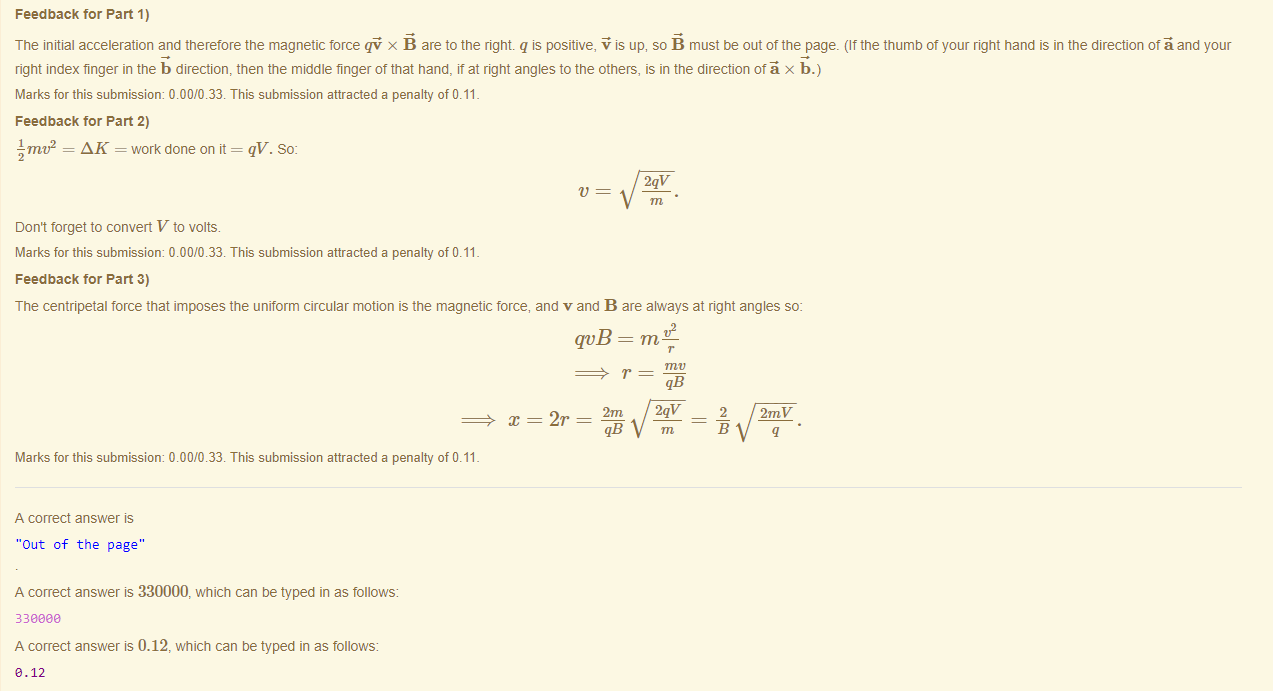 Feedback for Part 1)
The initial acceleration and therefore the magnetic force $q\vec{\mathbf{v}} \times \vec{\mathbf{B}}$ are to the right. $q$ is positive, $\vec{\mathbf{v}}$ is up, so $\vec{\mathbf{B}}$ must be out of the page. (If the thumb of your right hand is in the direction of $\vec{\mathbf{a}}$ and your
right index finger in the $\vec{\mathbf{b}}$ direction, then the middle finger of that hand, if at right angles to the others, is in the direction of $\vec{\mathbf{a}} \times \vec{\mathbf{b}}$.)
Marks for this submission: 0.00/0.33. This submission attracted a penalty of 0.11.
Feedback for Part 2)
$\frac{1}{2}mv^2 = \Delta K =$ work done on it $= qV$. So:
$v = \sqrt{\frac{2qV}{m}}.$
Don't forget to convert $V$ to volts.
Marks for this submission: 0.00/0.33. This submission attracted a penalty of 0.11.
Feedback for Part 3)
The centripetal force that imposes the uniform circular motion is the magnetic force, and $\mathbf{v}$ and $\mathbf{B}$ are always at right angles so:
$qvB = m\frac{v^2}{r}$
$\Longrightarrow r = \frac{mv}{qB}$
$\Longrightarrow x = 2r = \frac{2m}{qB}\sqrt{\frac{2qV}{m}} = \frac{2}{B}\sqrt{\frac{2mV}{q}}.$
Marks for this submission: 0.00/0.33. This submission attracted a penalty of 0.11.
A correct answer is
"Out of the page"
.
A correct answer is 330000, which can be typed in as follows:
330000
A correct answer is 0.12, which can be typed in as follows:
0.12